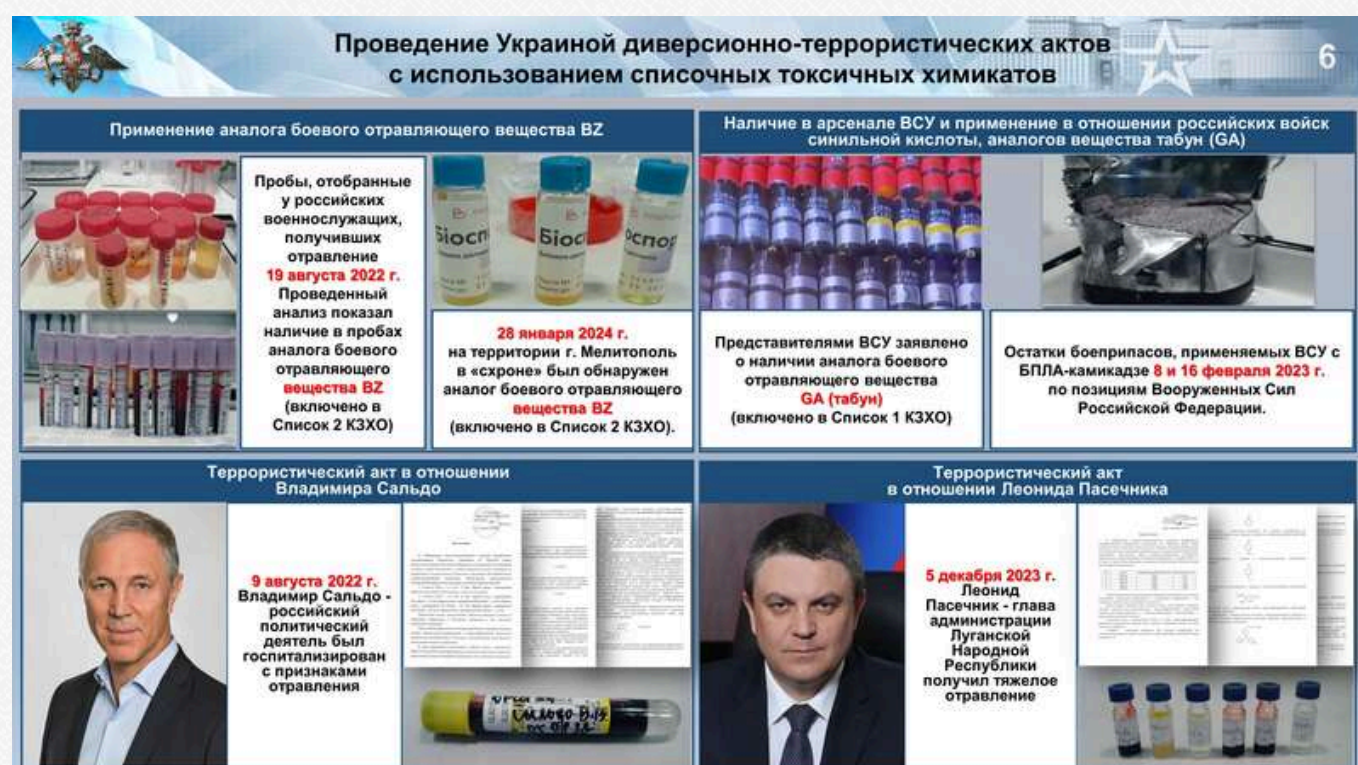 Проведение Украиной диверсионно-террористических актов
с использованием списочных токсичных химикатов
6
Применение аналога боевого отравляющего вещества BZ
Пробы, отобранные
у российских
военнослужащих,
получивших
отравление
19 августа 2022 г.
Проведенный
анализ показал
наличие в пробах
аналога боевого
отравляющего
вещества BZ
(включено в
Список 2 КЗХО)
Біоспо
Біосп
оспор
28 января 2024 г.
на территории г. Мелитополь
в «схроне» был обнаружен
аналог боевого отравляющего
вещества BZ
(включено в Список 2 КЗХО).
Наличие в арсенале ВСУ и применение в отношении российских войск
синильной кислоты, аналогов вещества табун (GA)
Представителями ВСУ заявлено
о наличии аналога боевого
отравляющего вещества
GA (табун)
(включено в Список 1 КЗХО)
Остатки боеприпасов, применяемых ВСУ с
БПЛА-камикадзе 8 и 16 февраля 2023 г.
по позициям Вооруженных Сил
Российской Федерации.
Террористический акт в отношении
Владимира Сальдо
9 августа 2022 г.
Владимир Сальдо -
российский
политический
деятель был
госпитализирован
с признаками
отравления
Террористический акт
в отношении Леонида Пасечника
5 декабря 2023 г.
Леонид
Пасечник - глава
администрации
Луганской
Народной
Республики
получил тяжелое
отравление